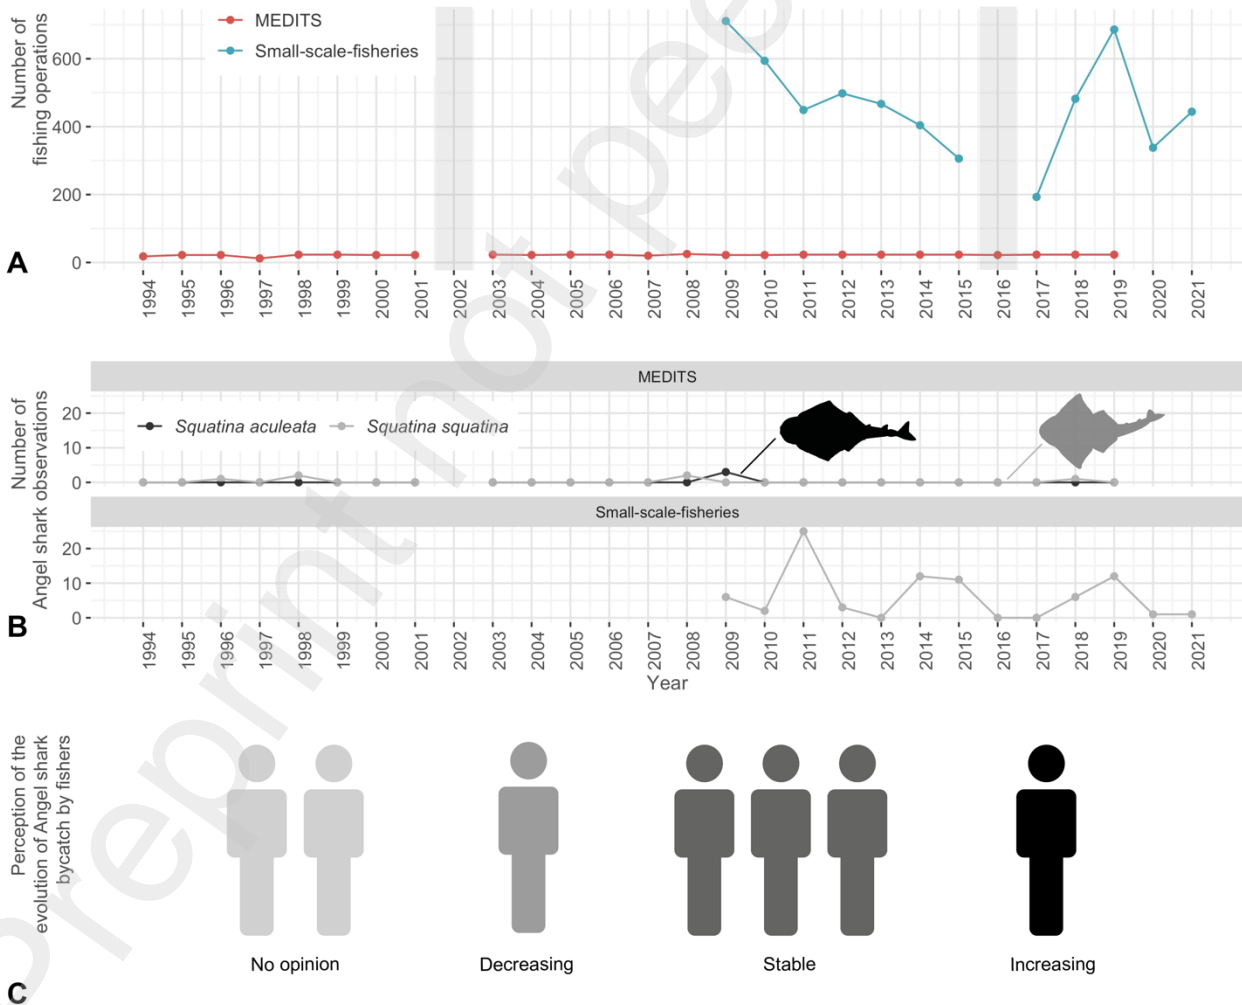 MEDITS
Small-scale-fisheries
Number of
fishing operations
600
400
200
0
A
1994 1995 1996 1997 1998 1999 2000 2001 2002 2003 2004 2005 2006 2007 2008 2009 2010 2011 2012 2013 2014 2015 2016 2017 2018 2019 2020 2021
MEDITS
Number of
Angel shark observations
20
10
0
Squatina aculeata
Squatina squatina
Small-scale-fisheries
20
10
0
B
1994 1995 1996 1997 1998 1999 2000 2001 2002 2003 2004 2005 2006 2007 2008 2009 2010 2011 2012 2013 2014 2015 2016 2017 2018 2019 2020 2021
Year
Perception of the
evolution of Angel shark
bycatch by fishers
No opinion
Decreasing
Stable
Increasing
C
Preprint not pee